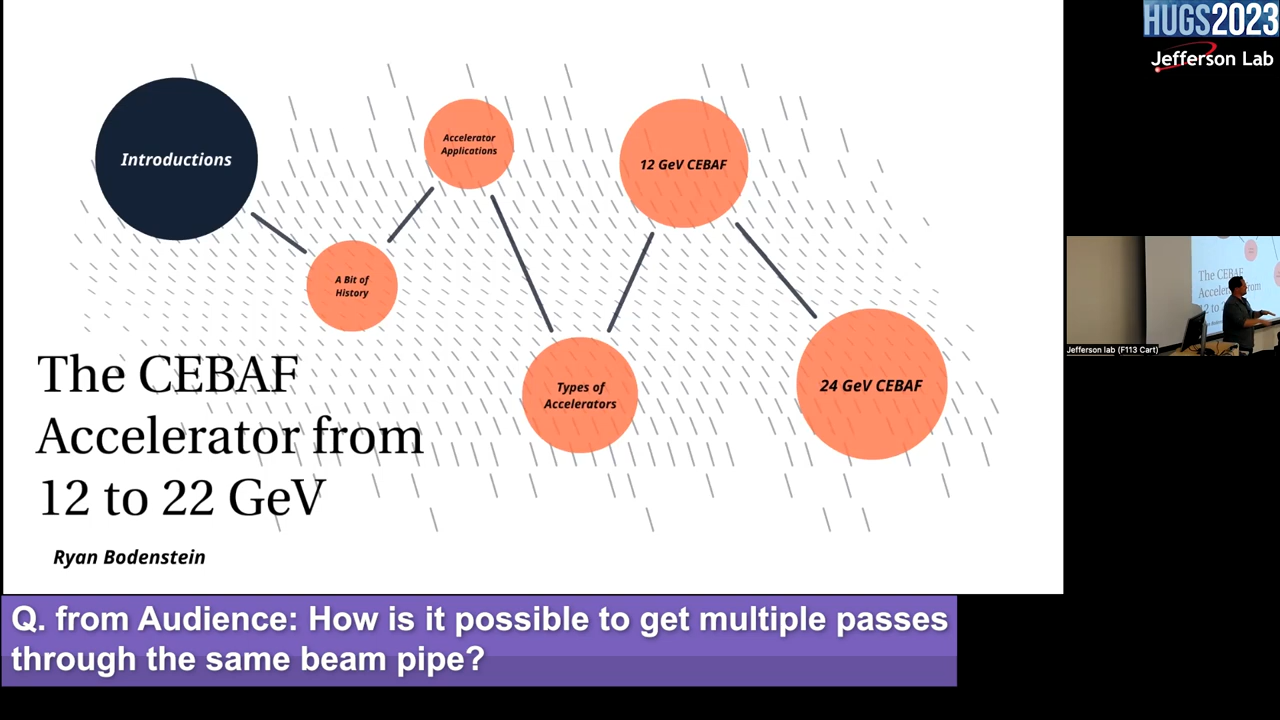 HUGS2023
Jefferson Lab
Introductions
Accelerator
Applications
12 GeV CEBAF
A Bit of
History
Types of
Accelerators
24 GeV CEBAF
The CEBAF
Accelerator from
12 to 22 GeV
Ryan Bodenstein
The CEBAF
Jefferson lab (F113 Cart)
Q. from Audience: How is it possible to get multiple passes
through the same beam pipe?